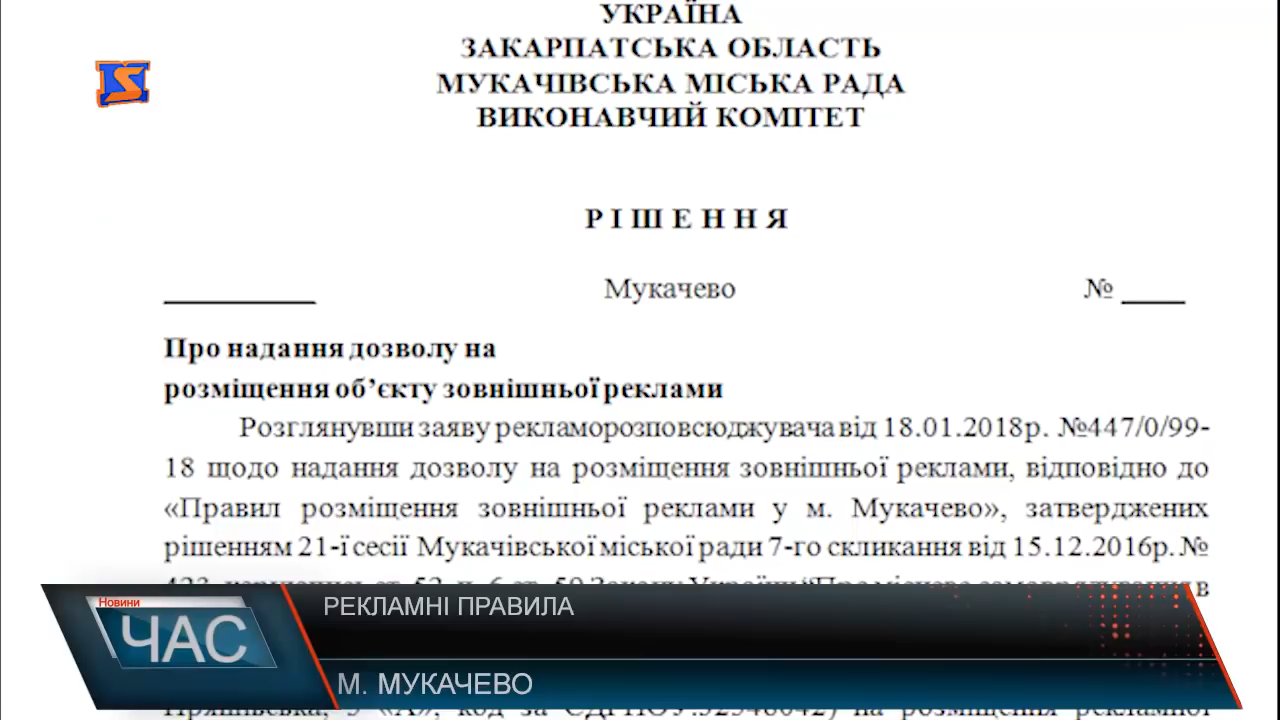 УКРАЇНА
ЗАКАРПАТСЬКА ОБЛАСТЬ
МУКАЧІВСЬКА МІСЬКА РАДА
ВИКОНАВЧИЙ КОМІТЕТ
Р І Ш Е Н Н Я
Мукачево №
Про надання дозволу на
розміщення об’єкту зовнішньої реклами
Розглянувши заяву рекламорозповсюджувача від 18.01.2018р. №447/0/99-
18 щодо надання дозволу на розміщення зовнішньої реклами, відповідно до
«Правил розміщення зовнішньої реклами у м. Мукачево», затверджених
рішенням 21-ї сесії Мукачівської міської ради 7-го скликання від 15.12.2016р. №
в
Новини
ЧАС
РЕКЛАМНІ ПРАВИЛА
М. МУКАЧЕВО